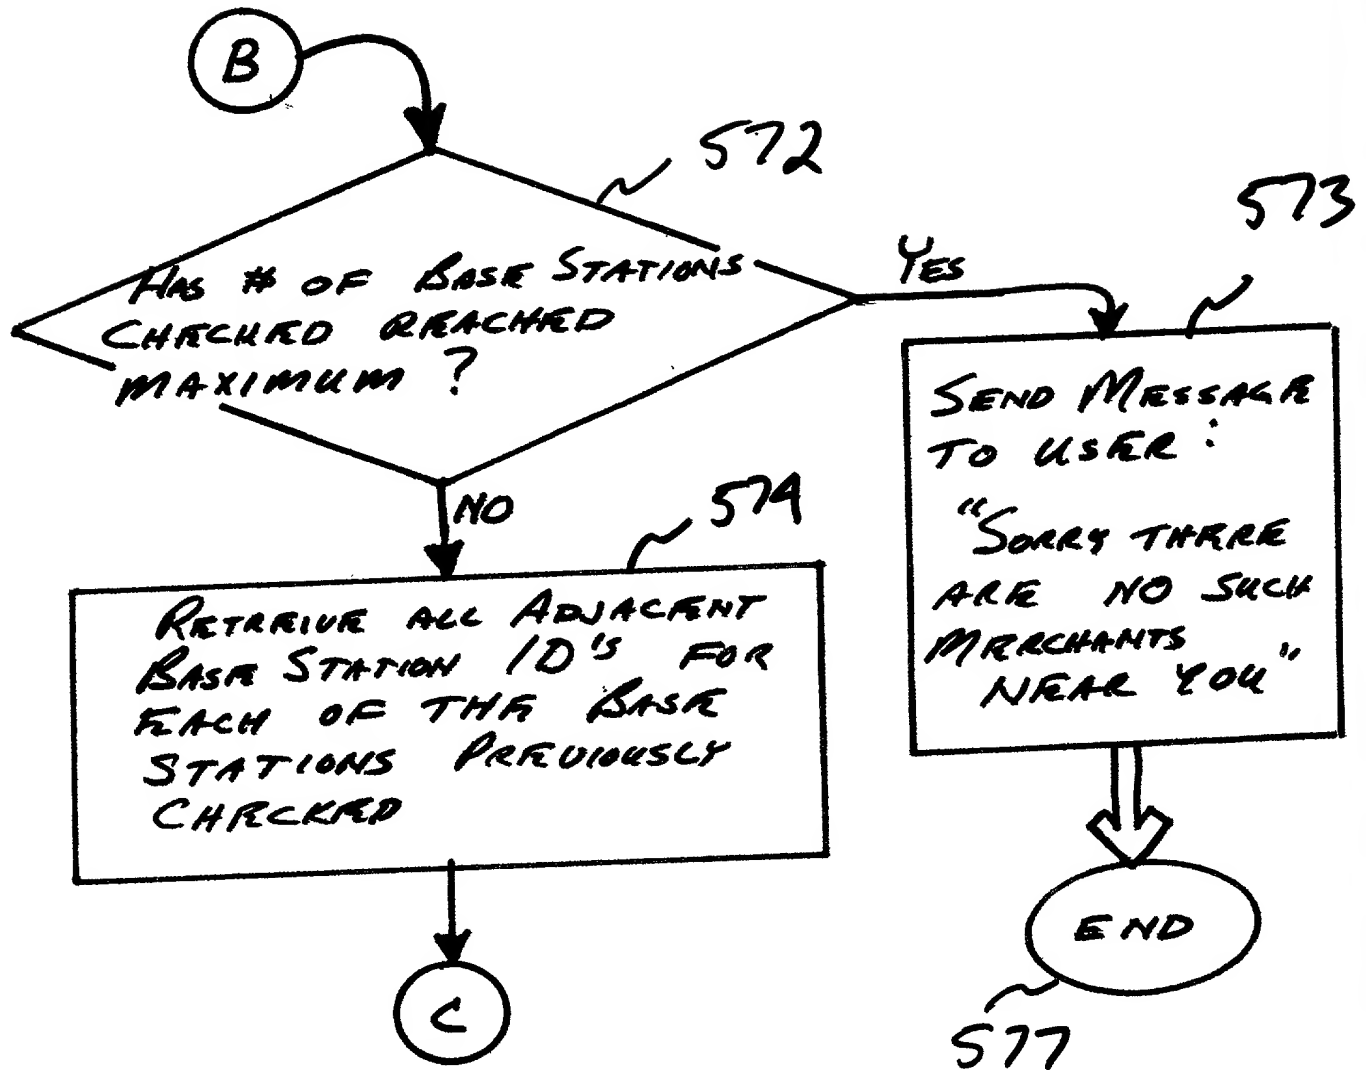 B
572
573
HAS # OF BASE STATIONS
CHECKED REACHED
MAXIMUM ?
YES
NO
SEND MESSAGE
TO USER :
"SORRY THERE
ARE NO SUCH
MERCHANTS
NEAR YOU"
574
RETREIVE ALL ADJACENT
BASE STATION ID'S FOR
EACH OF THE BASE
STATIONS PREVIOUSLY
CHECKED
END
577
C